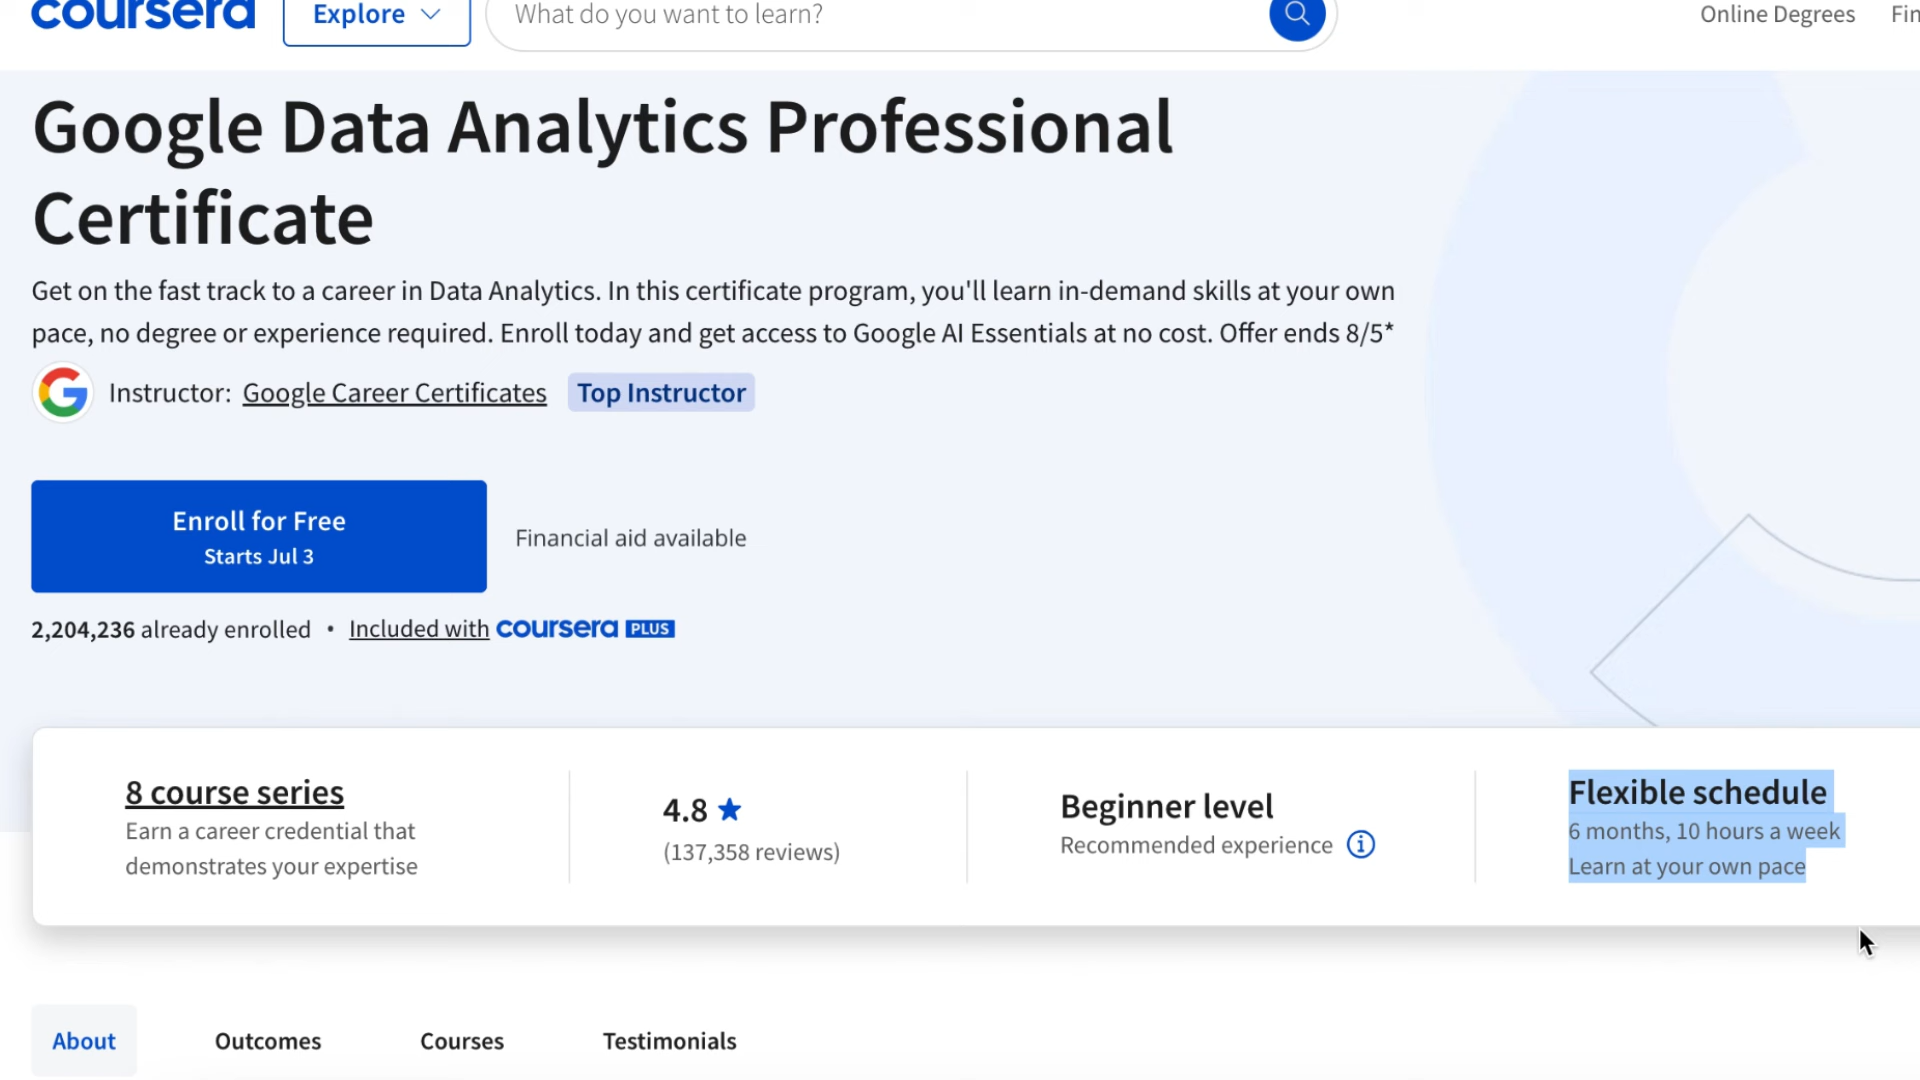 coursera
Explore
What do you want to learn?
Online Degrees
Google Data Analytics Professional
Certificate
Get on the fast track to a career in Data Analytics. In this certificate program, you'll learn in-demand skills at your own
pace, no degree or experience required. Enroll today and get access to Google AI Essentials at no cost. Offer ends 8/5*
Instructor: Google Career Certificates Top Instructor
Enroll for Free
Starts Jul 3
Financial aid available
2,204,236 already enrolled • Included with coursera PLUS
8 course series
Earn a career credential that
demonstrates your expertise
4.8 ★
(137,358 reviews)
Beginner level
Recommended experience
Flexible schedule
6 months, 10 hours a week
Learn at your own pace
About
Outcomes
Courses
Testimonials